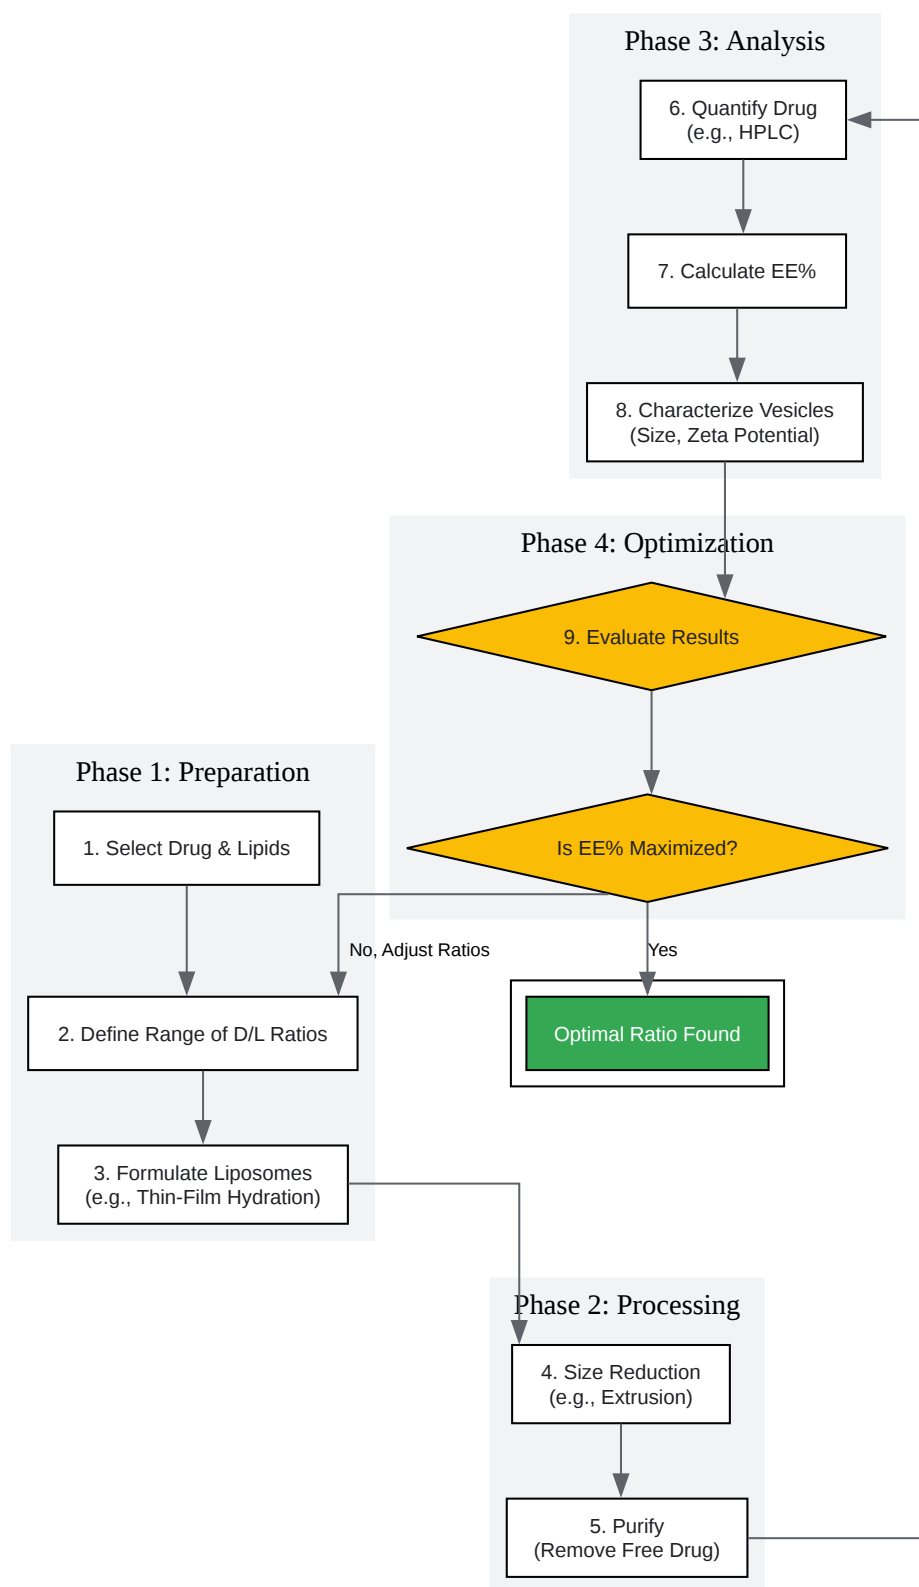 Phase 3: Analysis
6. Quantify Drug
(e.g., HPLC)
7. Calculate EE%
8. Characterize Vesicles
(Size, Zeta Potential)
Phase 4: Optimization
9. Evaluate Results
Is EE% Maximized?
Phase 1: Preparation
1. Select Drug & Lipids
No, Adjust Ratios
Yes
2. Define Range of D/L Ratios
Optimal Ratio Found
3. Formulate Liposomes
(e.g., Thin-Film Hydration)
Phase 2: Processing
4. Size Reduction
(e.g., Extrusion)
5. Purify
(Remove Free Drug)